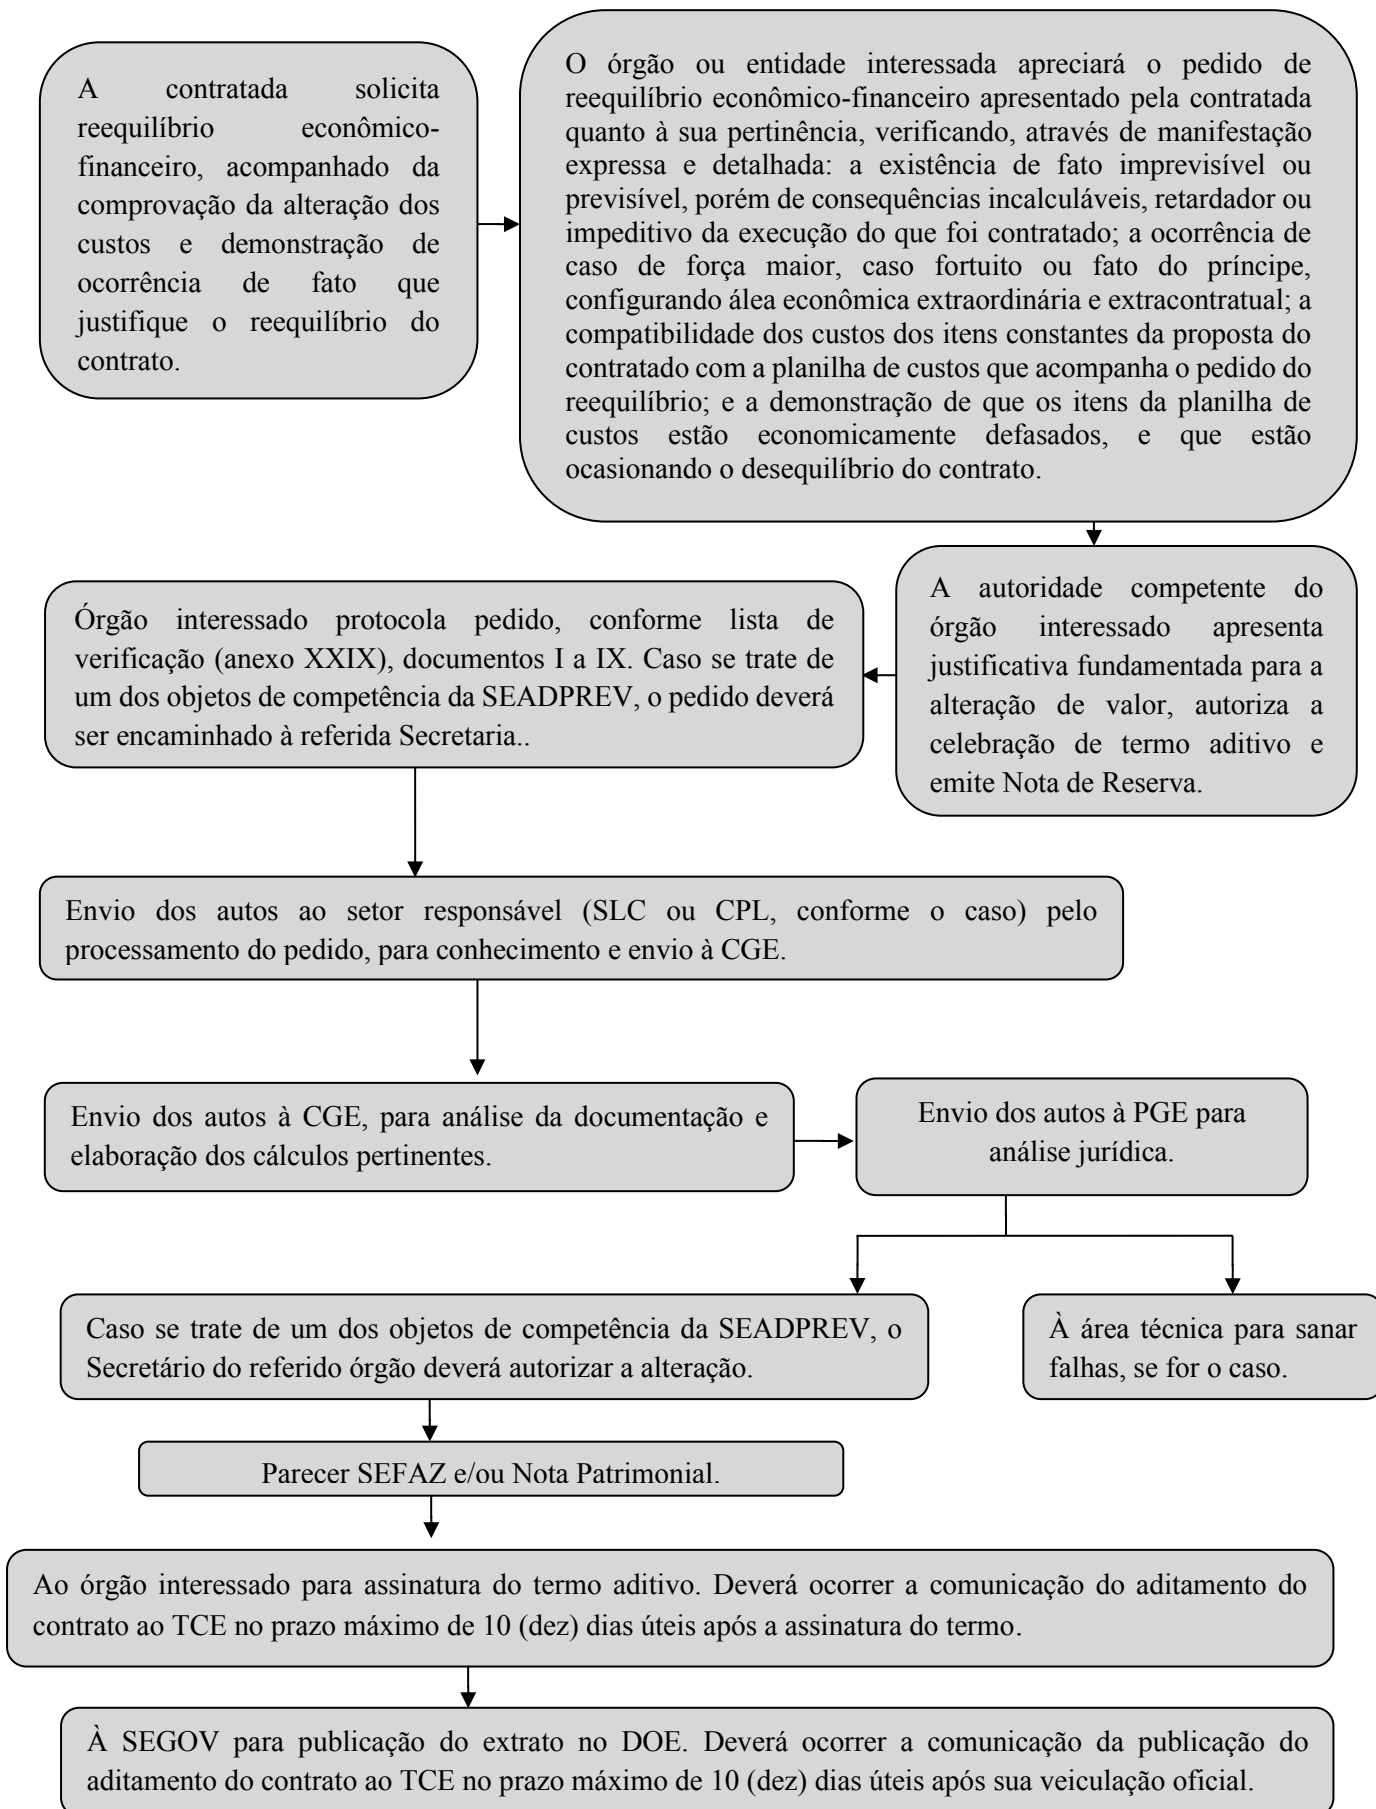 A contratada solicita
reequilíbrio econômico-
financeiro, acompanhado da
comprovação da alteração dos
custos e demonstração de
ocorrência de fato que
justifique o reequilíbrio do
contrato.
O órgão ou entidade interessada apreciará o pedido de
reequilíbrio econômico-financeiro apresentado pela contratada
quanto à sua pertinência, verificando, através de manifestação
expressa e detalhada: a existência de fato imprevisível ou
previsível, porém de consequências incalculáveis, retardador ou
impeditivo da execução do que foi contratado; a ocorrência de
caso de força maior, caso fortuito ou fato do príncipe,
configurando álea econômica extraordinária e extracontratual; a
compatibilidade dos custos dos itens constantes da proposta do
contratado com a planilha de custos que acompanha o pedido do
reequilíbrio; e a demonstração de que os itens da planilha de
custos estão economicamente defasados, e que estão
ocasionando o desequilíbrio do contrato.
A autoridade competente do
órgão interessado apresenta
justificativa fundamentada para a
alteração de valor, autoriza a
celebração de termo aditivo e
emite Nota de Reserva.
Órgão interessado protocola pedido, conforme lista de
verificação (anexo XXIX), documentos I a IX. Caso se trate de
um dos objetos de competência da SEADPREV, o pedido deverá
ser encaminhado à referida Secretaria..
Envio dos autos ao setor responsável (SLC ou CPL, conforme o caso) pelo
processamento do pedido, para conhecimento e envio à CGE.
Envio dos autos à CGE, para análise da documentação e
elaboração dos cálculos pertinentes.
Envio dos autos à PGE para
análise jurídica.
Caso se trate de um dos objetos de competência da SEADPREV, o
Secretário do referido órgão deverá autorizar a alteração.
À área técnica para sanar
falhas, se for o caso.
Parecer SEFAZ e/ou Nota Patrimonial.
Ao órgão interessado para assinatura do termo aditivo. Deverá ocorrer a comunicação do aditamento do
contrato ao TCE no prazo máximo de 10 (dez) dias úteis após a assinatura do termo.
À SEGOV para publicação do extrato no DOE. Deverá ocorrer a comunicação da publicação do
aditamento do contrato ao TCE no prazo máximo de 10 (dez) dias úteis após sua veiculação oficial.